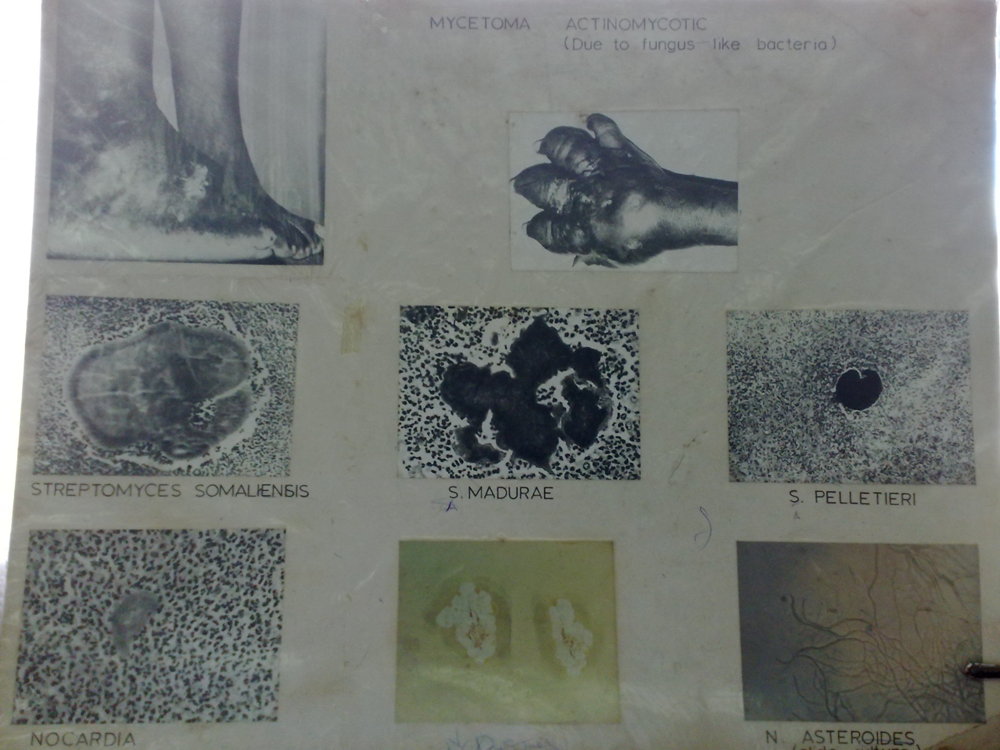 MYCETOMA ACTINOMYCOTIC
(Due to fungus-like bacteria)
STREPTOMYCES SOMALIENSIS
S. MADURAE
A
S. PELLETIERI
A
NOCARDIA
N. ASTEROIDES